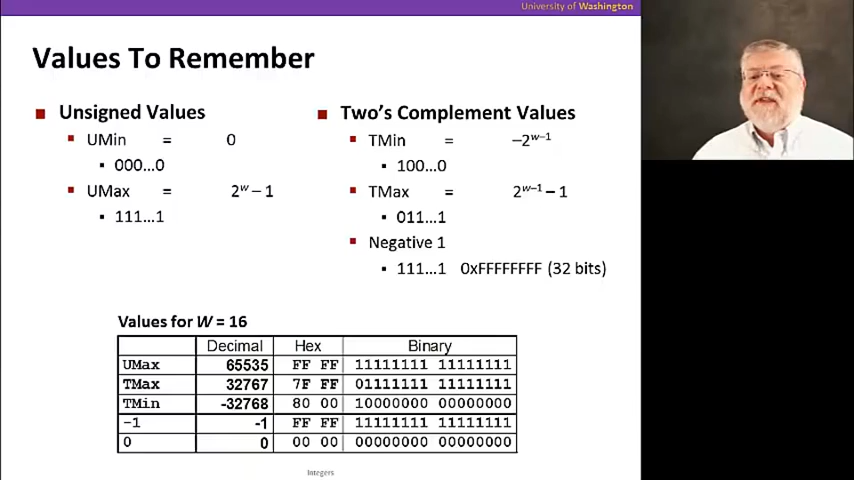 University of Washington
Values To Remember
■ Unsigned Values
▪ UMin = 0
▪ 000…0
▪ UMax = 2^w – 1
▪ 111…1
■ Two's Complement Values
▪ TMin = –2^w–1
▪ 100…0
▪ TMax = 2^w–1 – 1
▪ 011…1
▪ Negative 1
▪ 111…1 0xFFFFFFFF (32 bits)
Values for W = 16
Decimal Hex Binary
UMax 65535 FF FF 11111111 11111111
TMax 32767 7F FF 01111111 11111111
TMin -32768 80 00 10000000 00000000
-1 -1 FF FF 11111111 11111111
0 0 00 00 00000000 00000000
Integers